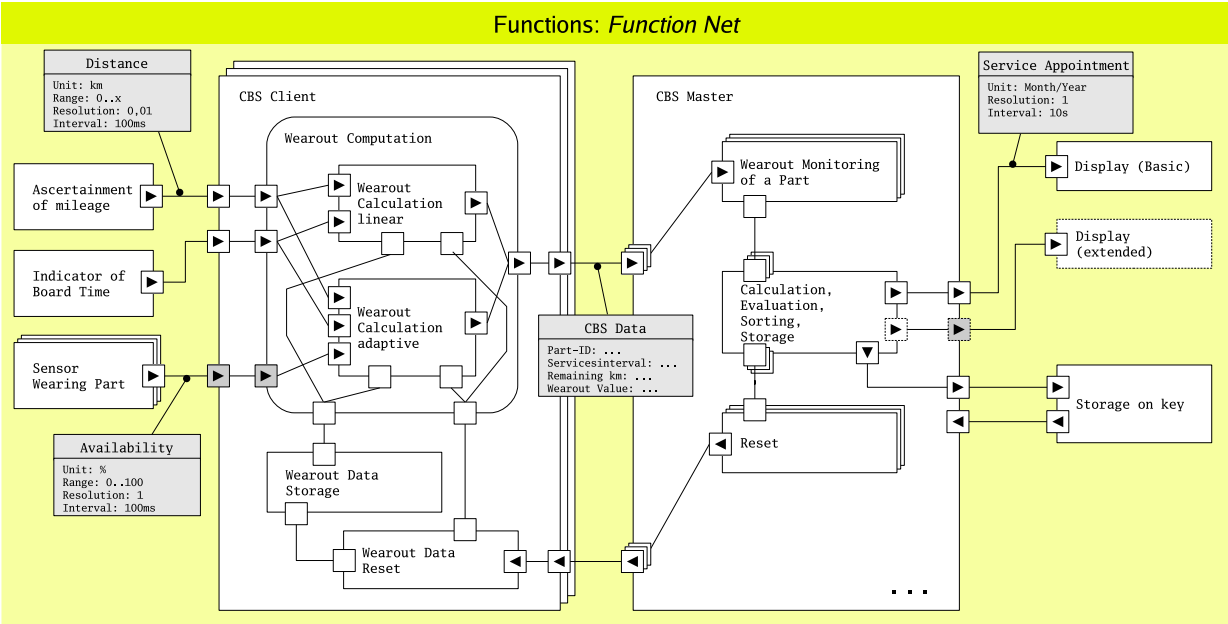 Functions: Function Net
Distance
Unit: km
Range: 0..x
Resolution: 0,01
Interval: 100ms
Ascertainment
of mileage
Indicator of
Board Time
Sensor
Wearing Part
Availability
Unit: %
Range: 0..100
Resolution: 1
Interval: 100ms
CBS Client
Wearout Computation
Wearout
Calculation
linear
Wearout
Calculation
adaptive
Wearout Data
Storage
Wearout Data
Reset
CBS Data
Part-ID: ...
Servicesinterval: ...
Remaining km: ...
Wearout Value: ...
CBS Master
Wearout Monitoring
of a Part
Calculation,
Evaluation,
Sorting,
Storage
Reset
...
Service Appointment
Unit: Month/Year
Resolution: 1
Interval: 10s
Display (Basic)
Display
(extended)
Storage on key